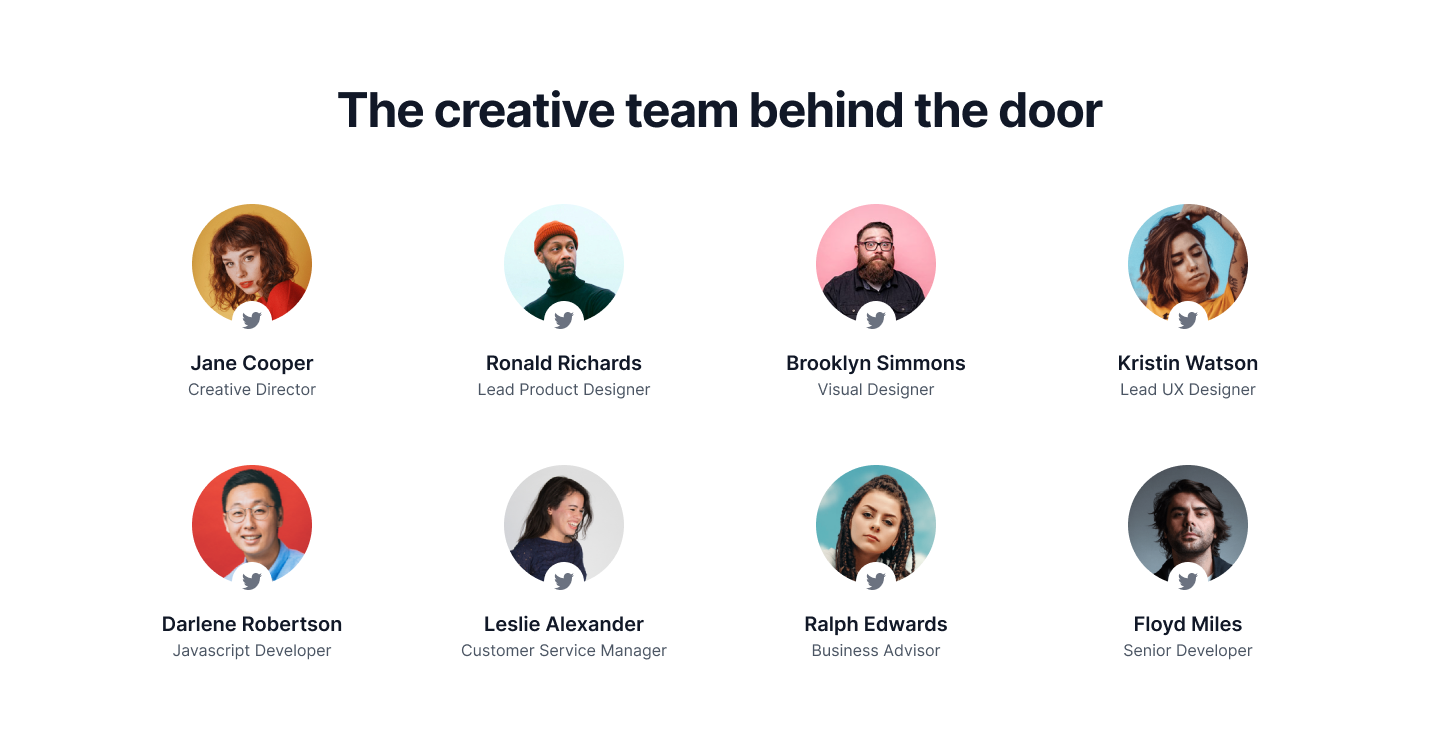 The creative team behind the door
Jane Cooper
Creative Director
Ronald Richards
Lead Product Designer
Brooklyn Simmons
Visual Designer
Kristin Watson
Lead UX Designer
Darlene Robertson
Javascript Developer
Leslie Alexander
Customer Service Manager
Ralph Edwards
Business Advisor
Floyd Miles
Senior Developer